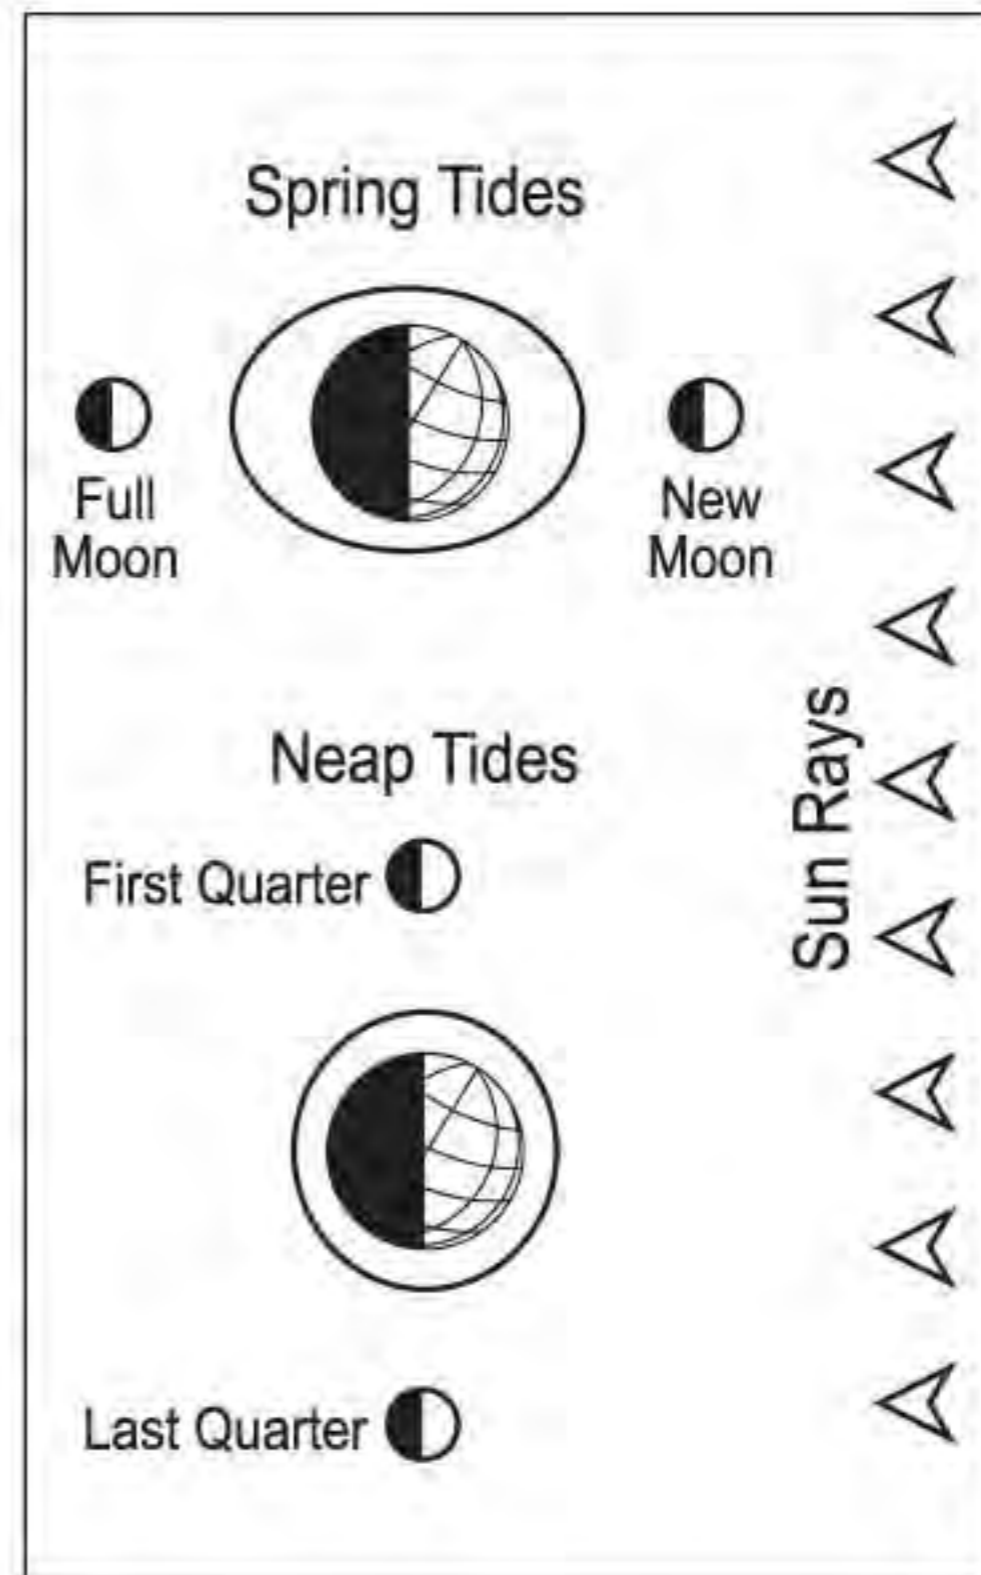 Spring Tides
Full
Moon
New
Moon
Neap Tides
First Quarter
Sun Rays
Last Quarter